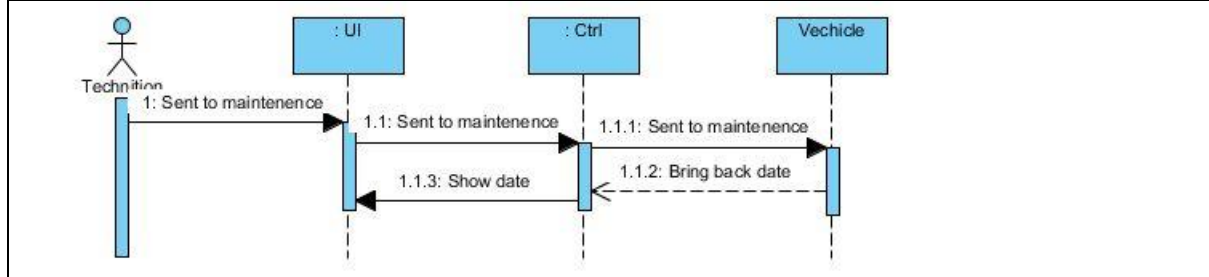 : UI
: Ctrl
Vechicle
Technition
1: Sent to maintenence
1.1: Sent to maintenence
1.1.1: Sent to maintenence
1.1.2: Bring back date
1.1.3: Show date